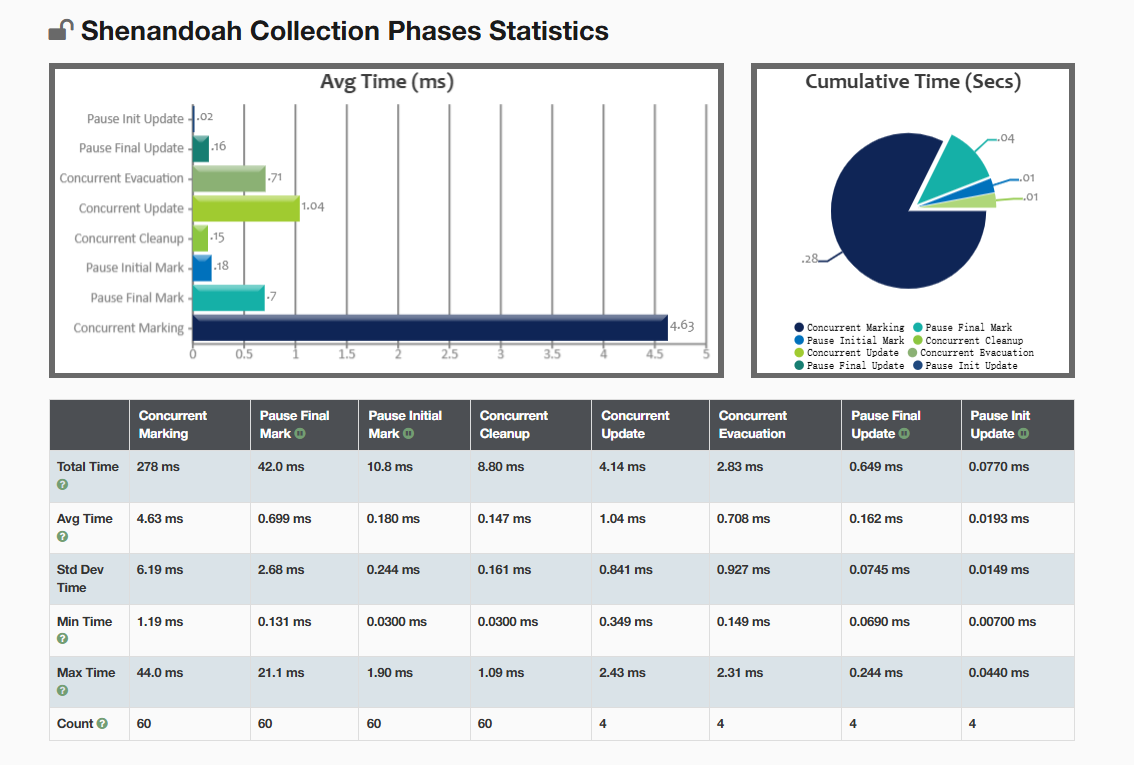 Shenandoah Collection Phases Statistics
Avg Time (ms)
Pause Init Update
.02
Pause Final Update
.16
Concurrent Evacuation
.71
Concurrent Update
1.04
Concurrent Cleanup
.15
Pause Initial Mark
.18
Pause Final Mark
.7
Concurrent Marking
4.63
0 0.5 1 1.5 2 2.5 3 3.5 4 4.5 5
Cumulative Time (Secs)
.04
.01
.01
.28
Concurrent Marking Pause Final Mark
Pause Initial Mark Concurrent Cleanup
Concurrent Update Concurrent Evacuation
Pause Final Update Pause Init Update
Concurrent Marking Pause Final Mark Pause Initial Mark Concurrent Cleanup Concurrent Update Concurrent Evacuation Pause Final Update Pause Init Update
Total Time 278 ms 42.0 ms 10.8 ms 8.80 ms 4.14 ms 2.83 ms 0.649 ms 0.0770 ms
Avg Time 4.63 ms 0.699 ms 0.180 ms 0.147 ms 1.04 ms 0.708 ms 0.162 ms 0.0193 ms
Std Dev Time 6.19 ms 2.68 ms 0.244 ms 0.161 ms 0.841 ms 0.927 ms 0.0745 ms 0.0149 ms
Min Time 1.19 ms 0.131 ms 0.0300 ms 0.0300 ms 0.349 ms 0.149 ms 0.0690 ms 0.00700 ms
Max Time 44.0 ms 21.1 ms 1.90 ms 1.09 ms 2.43 ms 2.31 ms 0.244 ms 0.0440 ms
Count 60 60 60 60 4 4 4 4